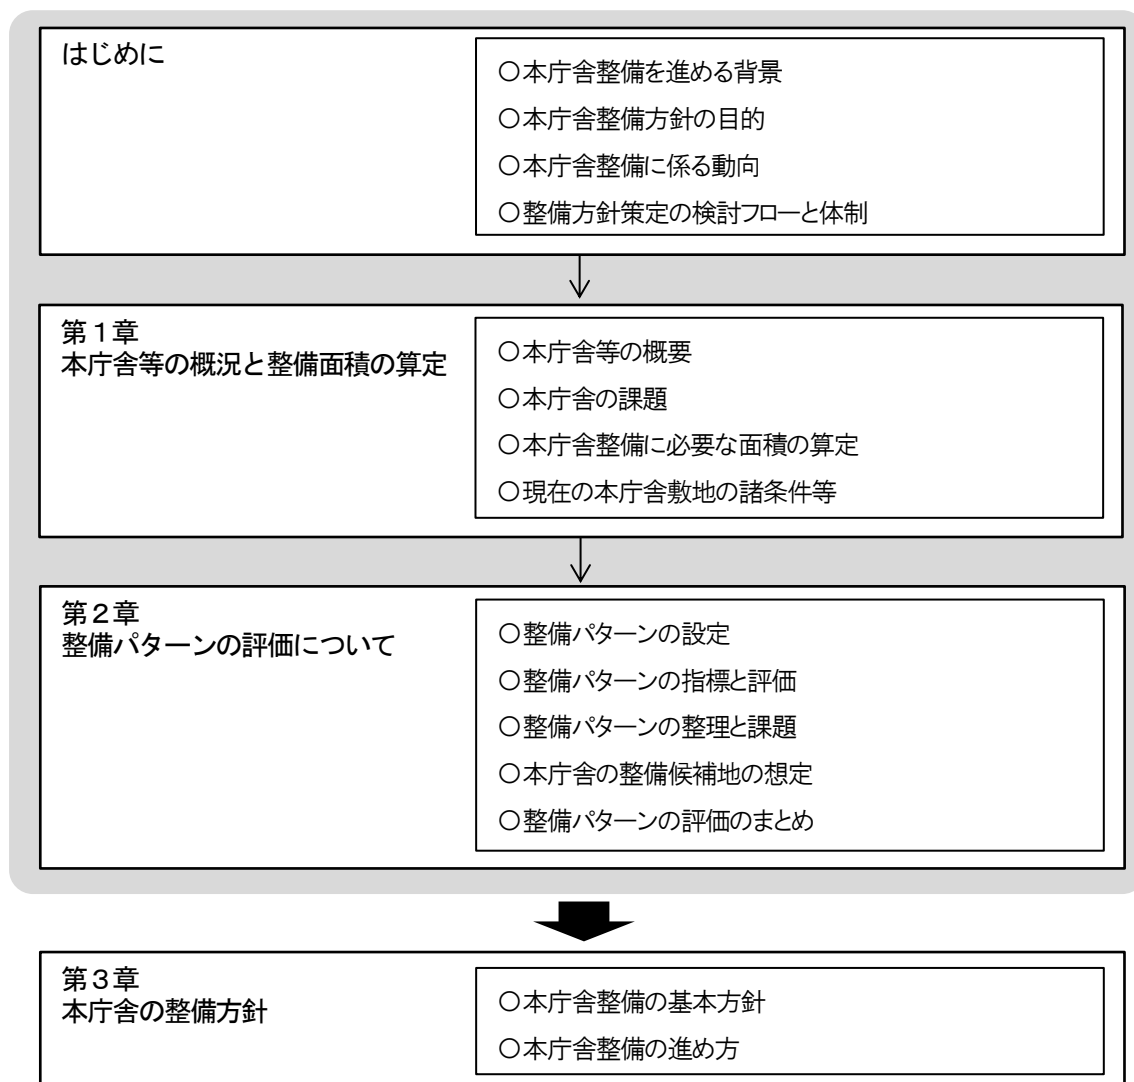 はじめに
○本庁舎整備を進める背景
○本庁舎整備方針の目的
○本庁舎整備に係る動向
○整備方針策定の検討フローと体制
第１章
本庁舎等の概況と整備面積の算定
○本庁舎等の概要
○本庁舎の課題
○本庁舎整備に必要な面積の算定
○現在の本庁舎敷地の諸条件等
第２章
整備パターンの評価について
○整備パターンの設定
○整備パターンの指標と評価
○整備パターンの整理と課題
○本庁舎の整備候補地の想定
○整備パターンの評価のまとめ
第３章
本庁舎の整備方針
○本庁舎整備の基本方針
○本庁舎整備の進め方